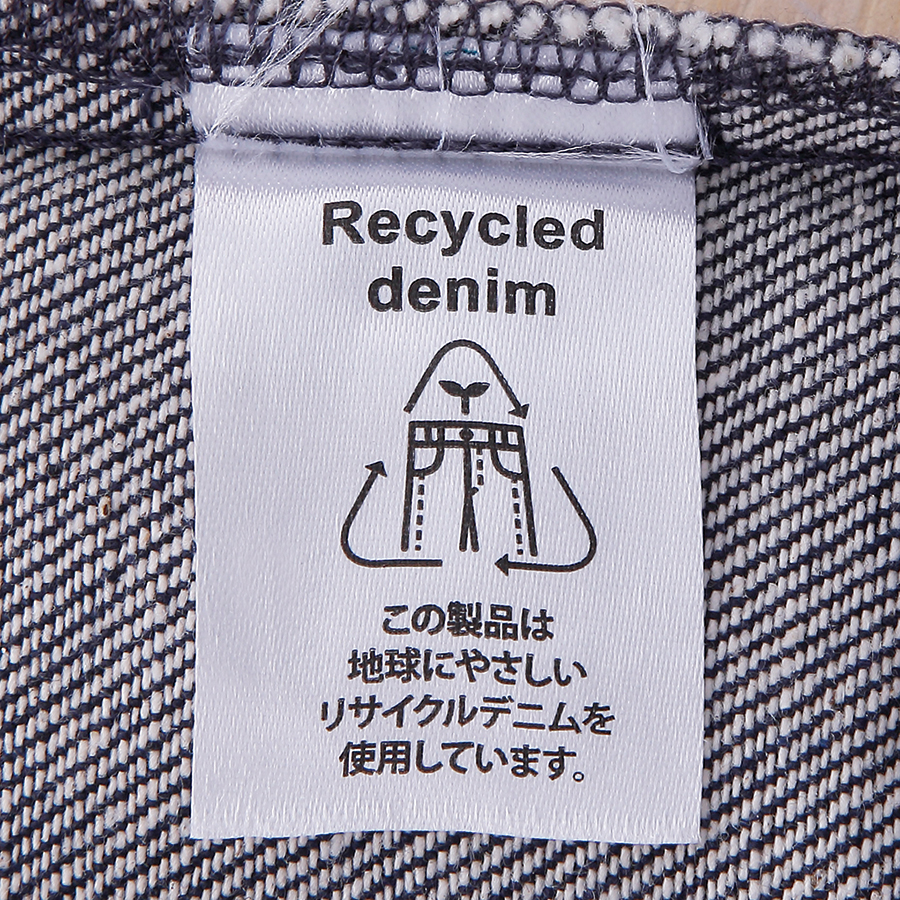 Recycled
denim
この製品は
地球にやさしい
リサイクルデニムを
使用しています。